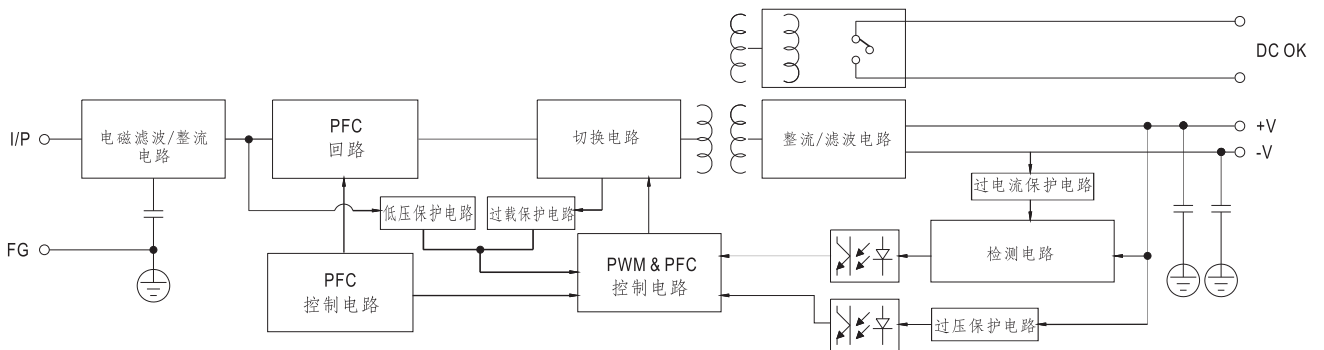 DC OK
I/P
电磁滤波/整流
电路
PFC
回路
切换电路
整流/滤波电路
+V
-V
过电流保护电路
低压保护电路
过载保护电路
FG
PFC
控制电路
PWM & PFC
控制电路
检测电路
过压保护电路